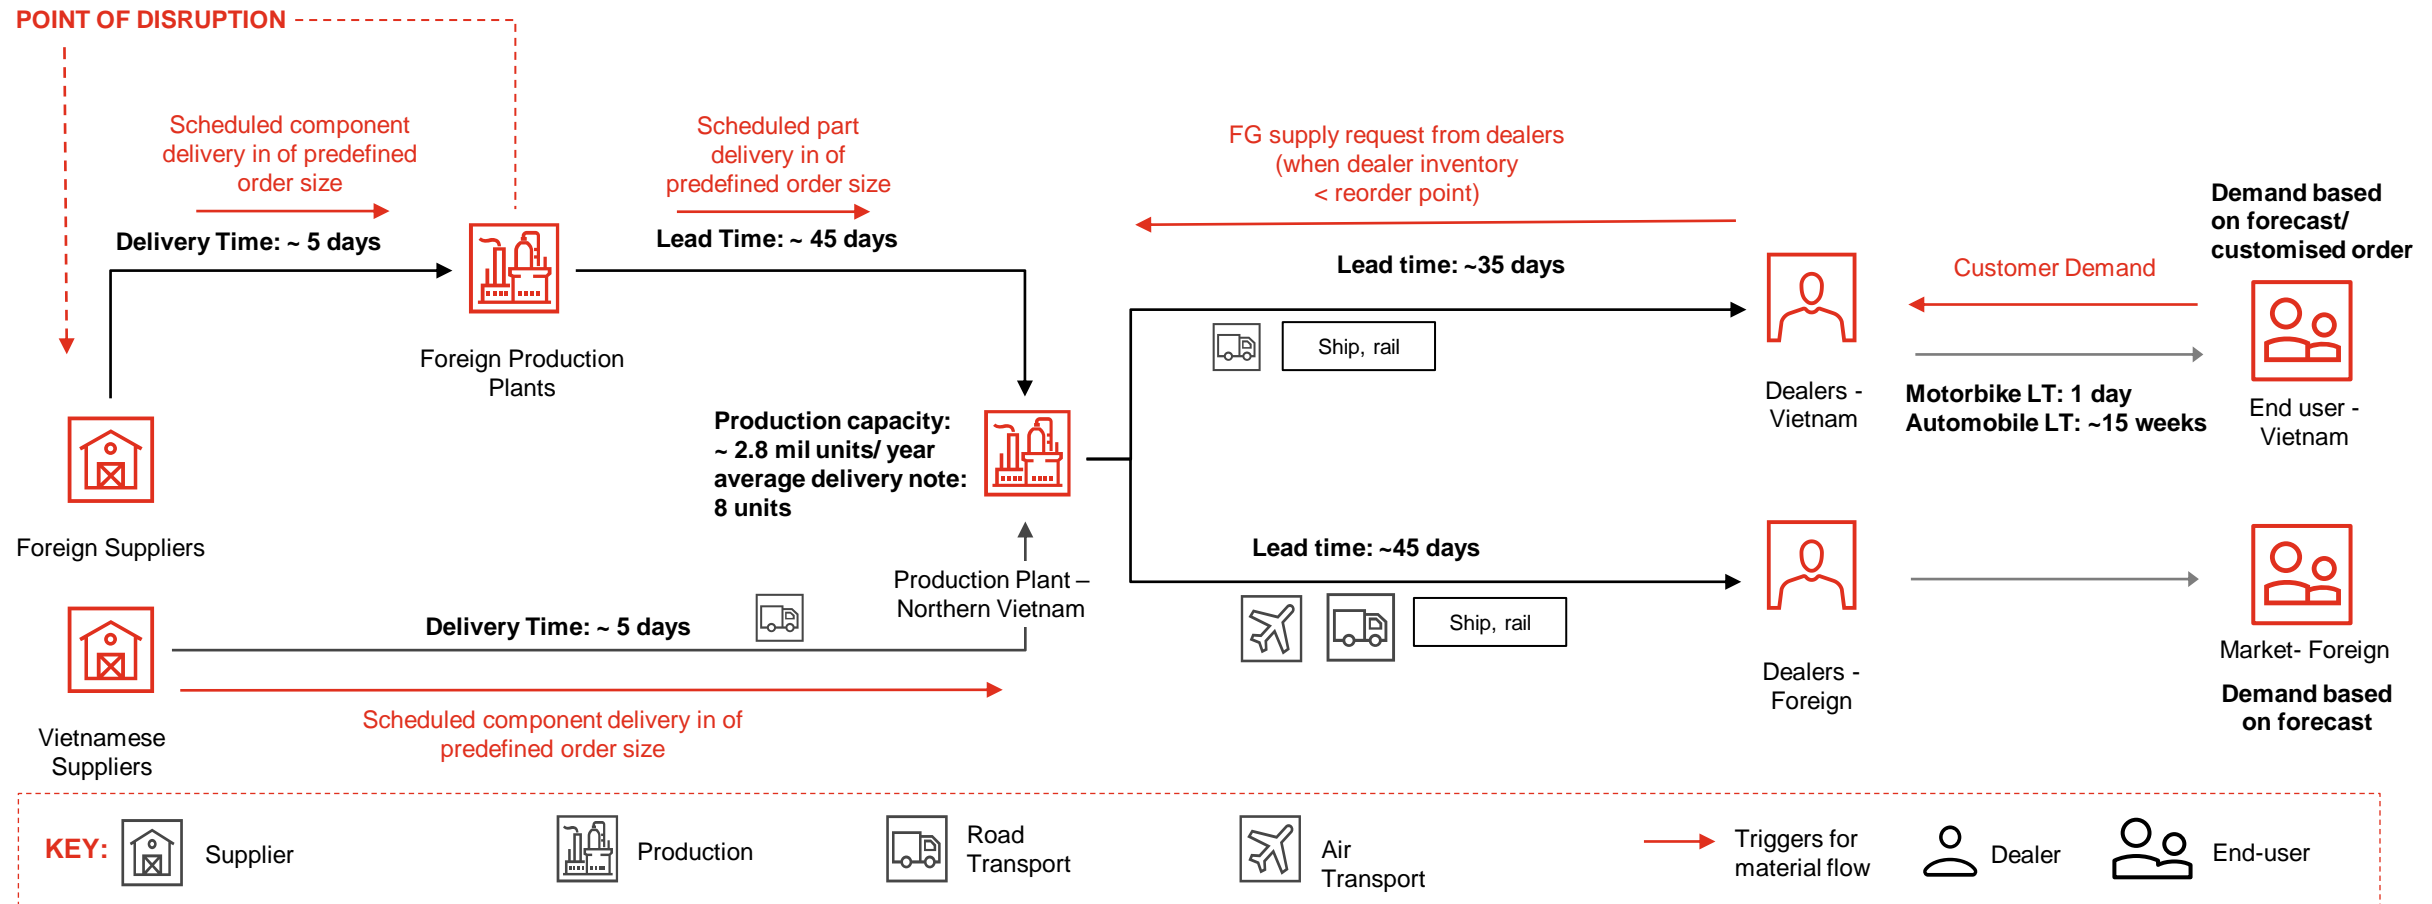 POINT OF DISRUPTION
Scheduled component
delivery in of predefined
order size
Delivery Time: ~ 5 days
Scheduled part
delivery in of
predefined order size
Lead Time: ~ 45 days
FG supply request from dealers
(when dealer inventory
< reorder point)
Lead time: ~35 days
Ship, rail
Demand based
on forecast/
customised order
Customer Demand
Foreign Production
Plants
Production capacity:
~ 2.8 mil units/ year
average delivery note:
8 units
Dealers -
Vietnam
Motorbike LT: 1 day
Automobile LT: ~15 weeks
End user -
Vietnam
Foreign Suppliers
Production Plant –
Northern Vietnam
Lead time: ~45 days
Ship, rail
Delivery Time: ~ 5 days
Scheduled component delivery in of
predefined order size
Vietnamese
Suppliers
Dealers -
Foreign
Market- Foreign
Demand based
on forecast
KEY:
Supplier
Production
Road
Transport
Air
Transport
Triggers for
material flow
Dealer
End-user